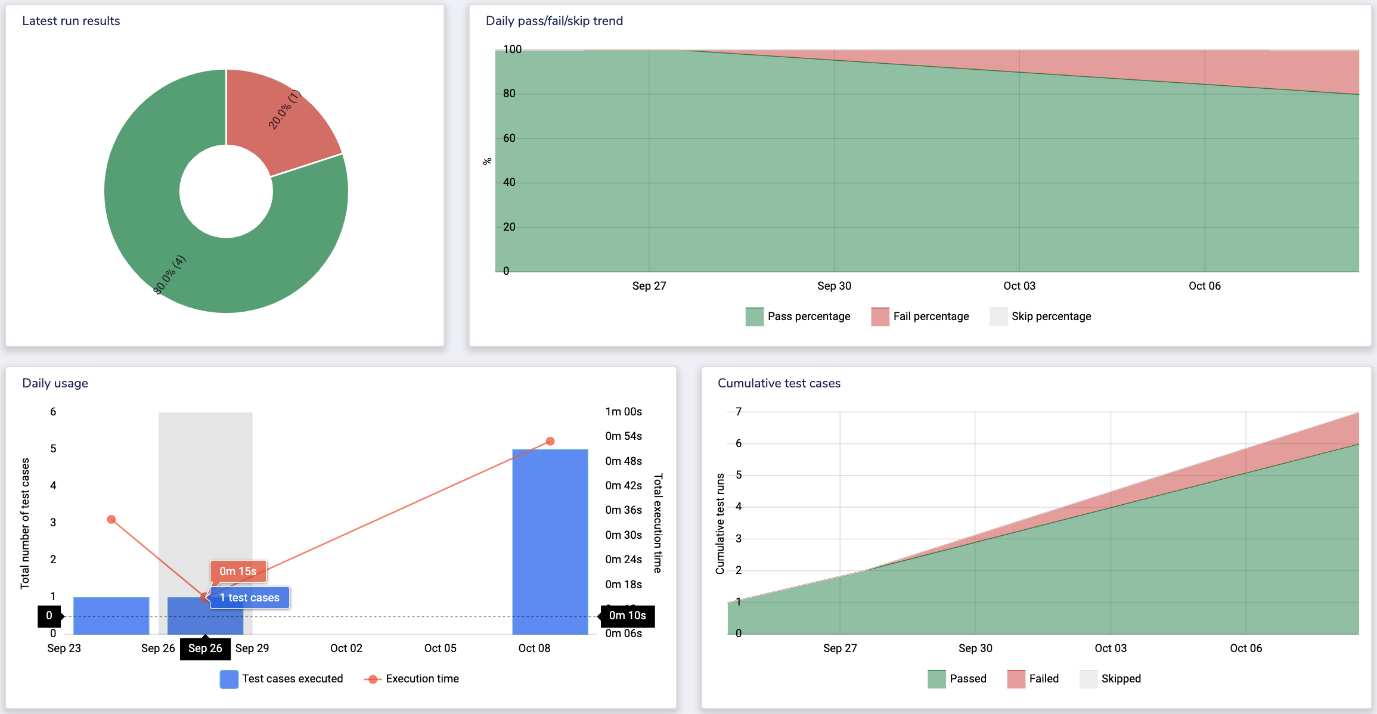 Latest run results
20.0% (1)
80.0% (4)
Daily pass/fail/skip trend
100
80
60
40
20
0
%
Sep 27
Sep 30
Oct 03
Oct 06
Pass percentage
Fail percentage
Skip percentage
Daily usage
6
5
4
3
2
1
0
0
Total number of test cases
1m 00s
0m 54s
0m 48s
0m 42s
0m 36s
0m 30s
0m 24s
0m 18s
0m 10s
0m 06s
Total execution time
0m 15s
1 test cases
Sep 23
Sep 26
Sep 26
Sep 29
Oct 02
Oct 05
Oct 08
Test cases executed
Execution time
Cumulative test cases
7
6
5
4
3
2
1
0
Cumulative test runs
Sep 27
Sep 30
Oct 03
Oct 06
Passed
Failed
Skipped